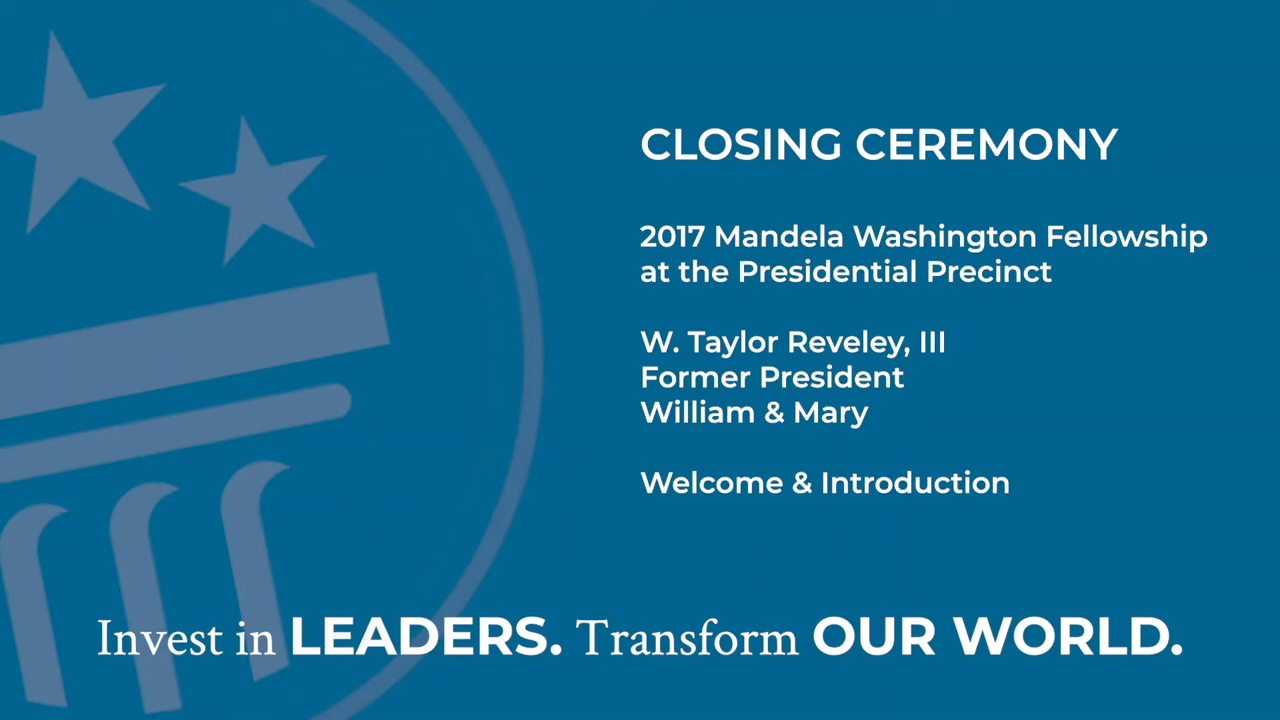 CLOSING CEREMONY
2017 Mandela Washington Fellowship
at the Presidential Precinct
W. Taylor Reveley, III
Former President
William & Mary
Welcome & Introduction
Invest in LEADERS. Transform OUR WORLD.